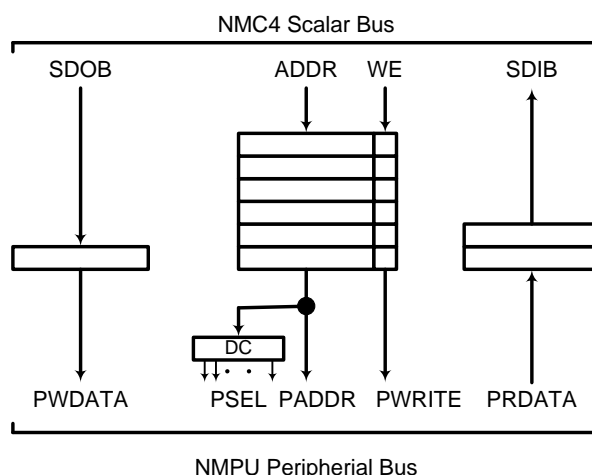 NMC4 Scalar Bus
SDOB ADDR WE SDIB
DC
PWDATA PSEL PADDR PWRITE PRDATA
NMPU Peripherial Bus